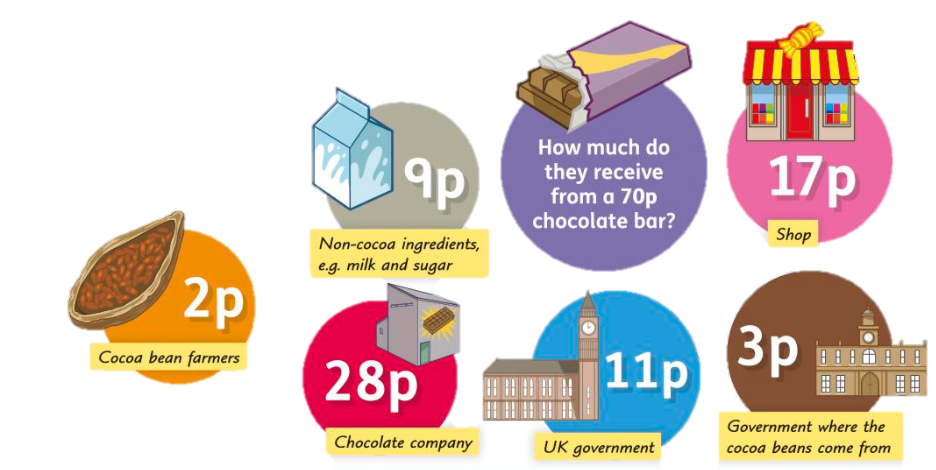 How much do
they receive
from a 70p
chocolate bar?
9p
Non-cocoa ingredients,
e.g. milk and sugar
17p
Shop
2p
Cocoa bean farmers
28p
Chocolate company
11p
UK government
3p
Government where the
cocoa beans come from